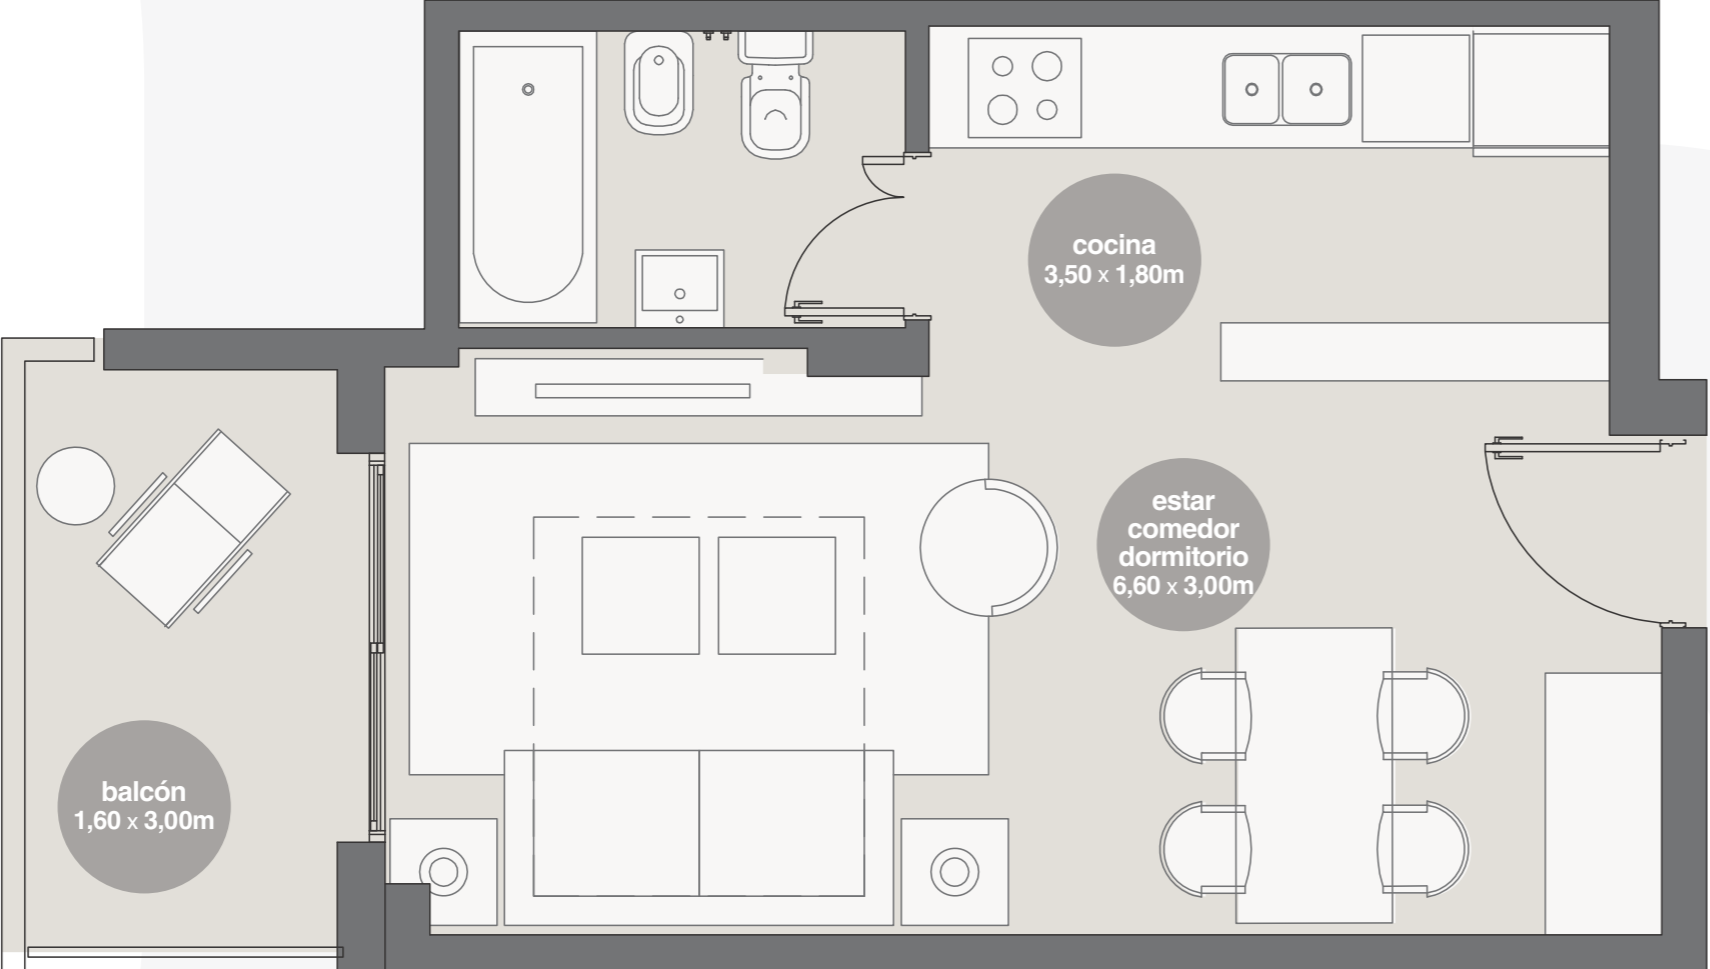 cocina
3,50 x 1,80m
estar
comedor
dormitorio
6,60 x 3,00m
balcón
1,60 x 3,00m